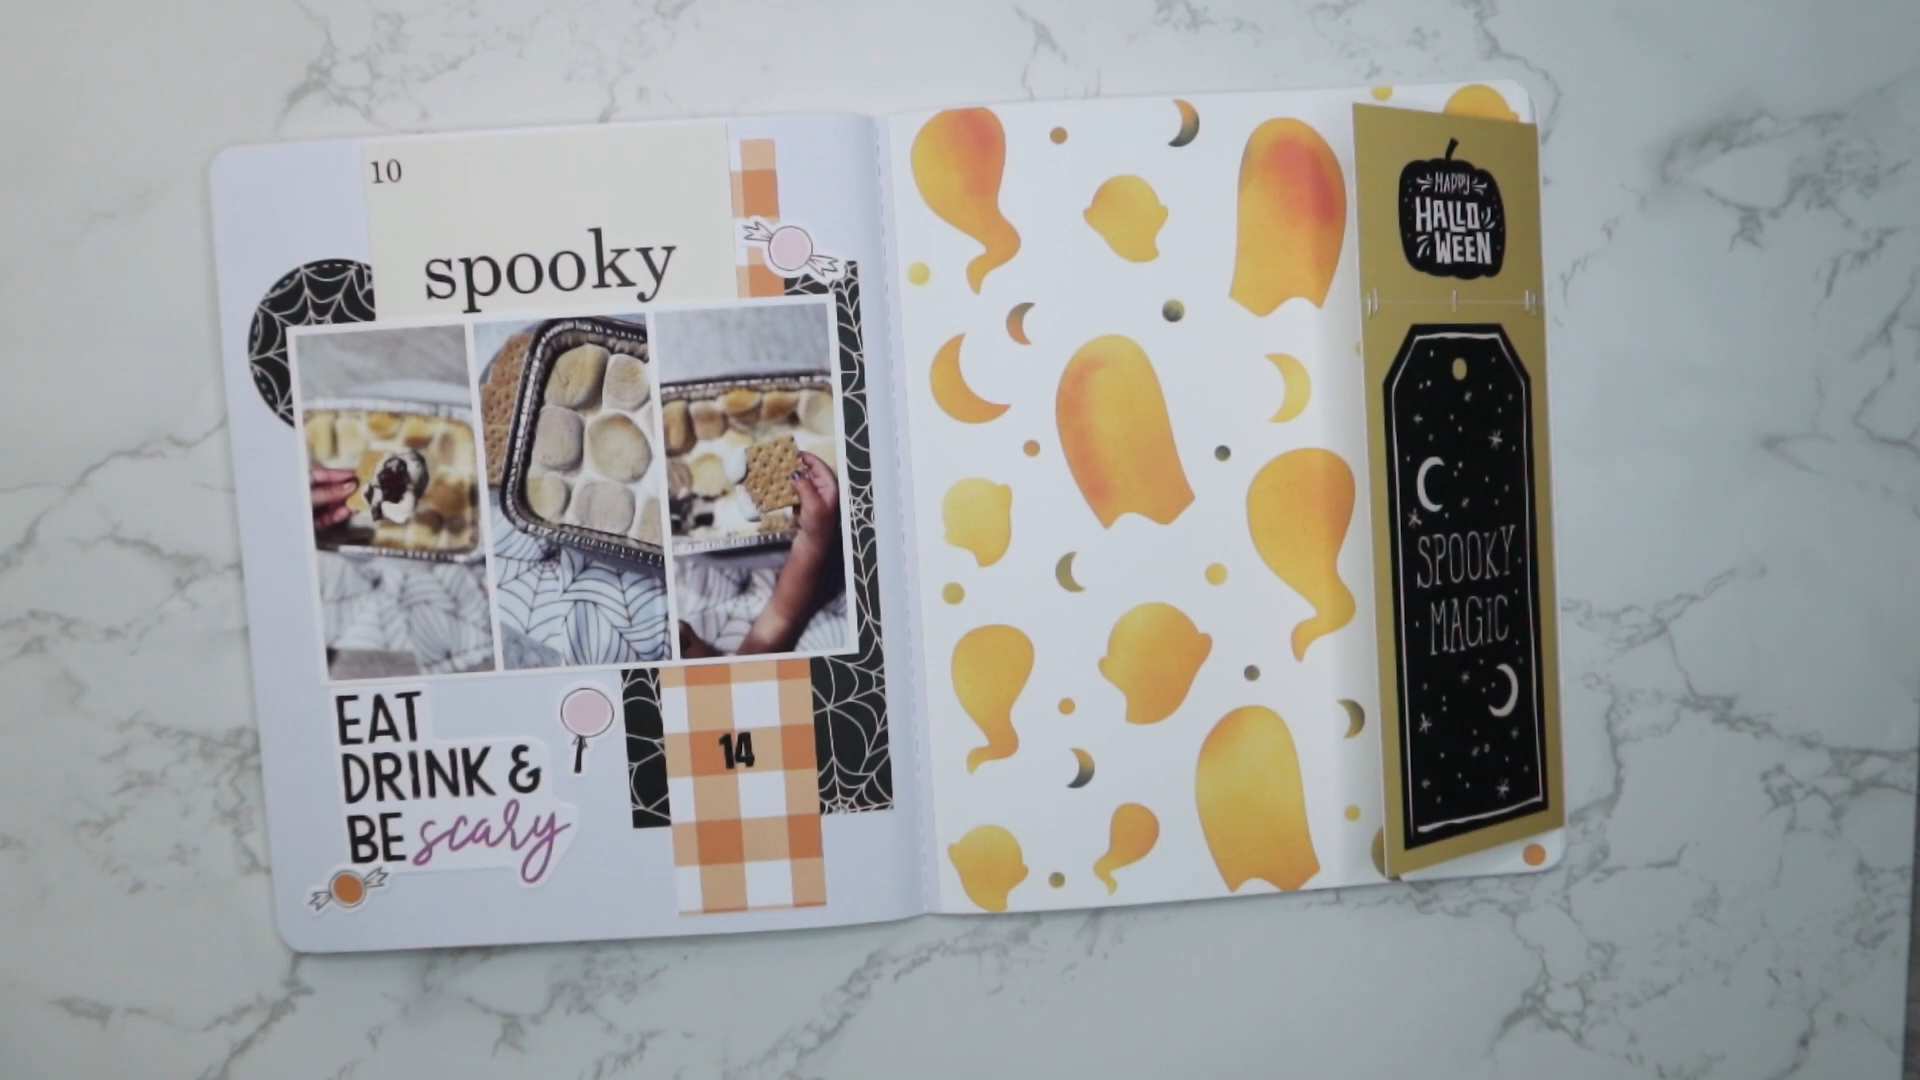 10
spooky
EAT
DRINK &
BE scary
14
HAPPY
HALLO
WEEN
SPOOKY
MAGIC